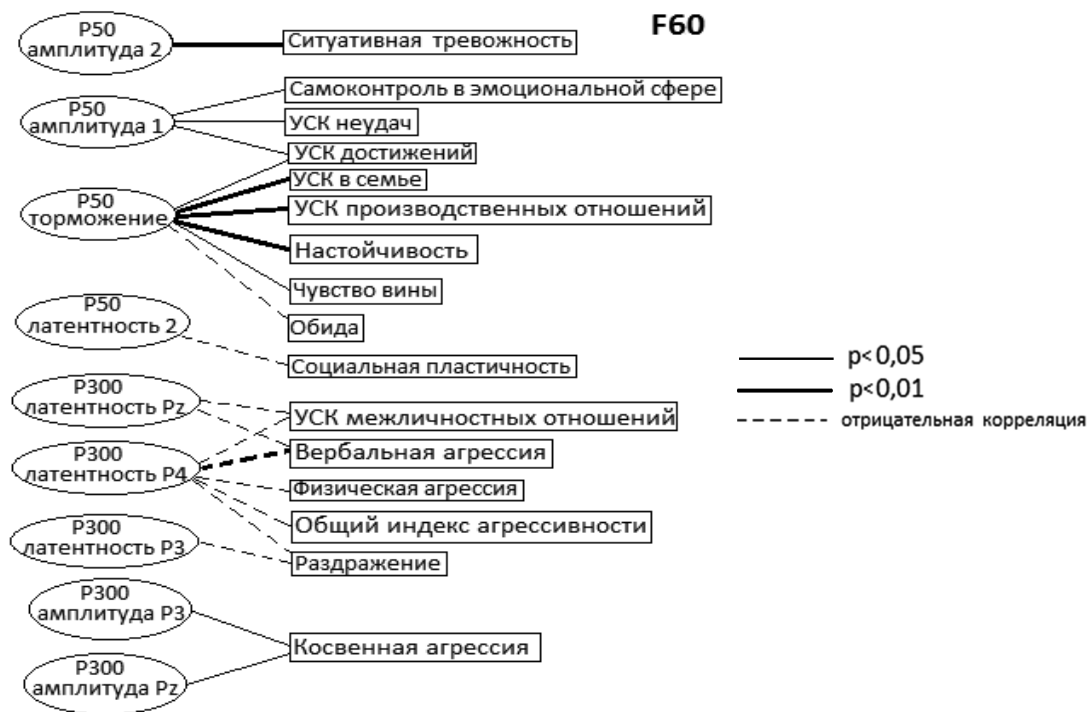 F60
P50
амплитуда 2
Ситуативная тревожность
Самоконтроль в эмоциональной сфере
P50
амплитуда 1
УСК неудач
УСК достижений
УСК в семье
P50
торможение
УСК производственных отношений
Настойчивость
Чувство вины
Обида
P50
латентность 2
Социальная пластичность
P300
латентность Pz
УСК межличностных отношений
Вербальная агрессия
P300
латентность P4
Физическая агрессия
Общий индекс агрессивности
P300
латентность P3
Раздражение
P300
амплитуда P3
Косвенная агрессия
P300
амплитуда Pz
p<0,05
p<0,01
отрицательная корреляция